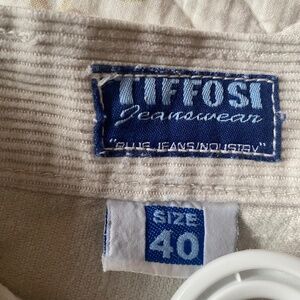 TIFFOSI
Jeanswear
"BLUE JEANS INDUSTRY"
SIZE
40